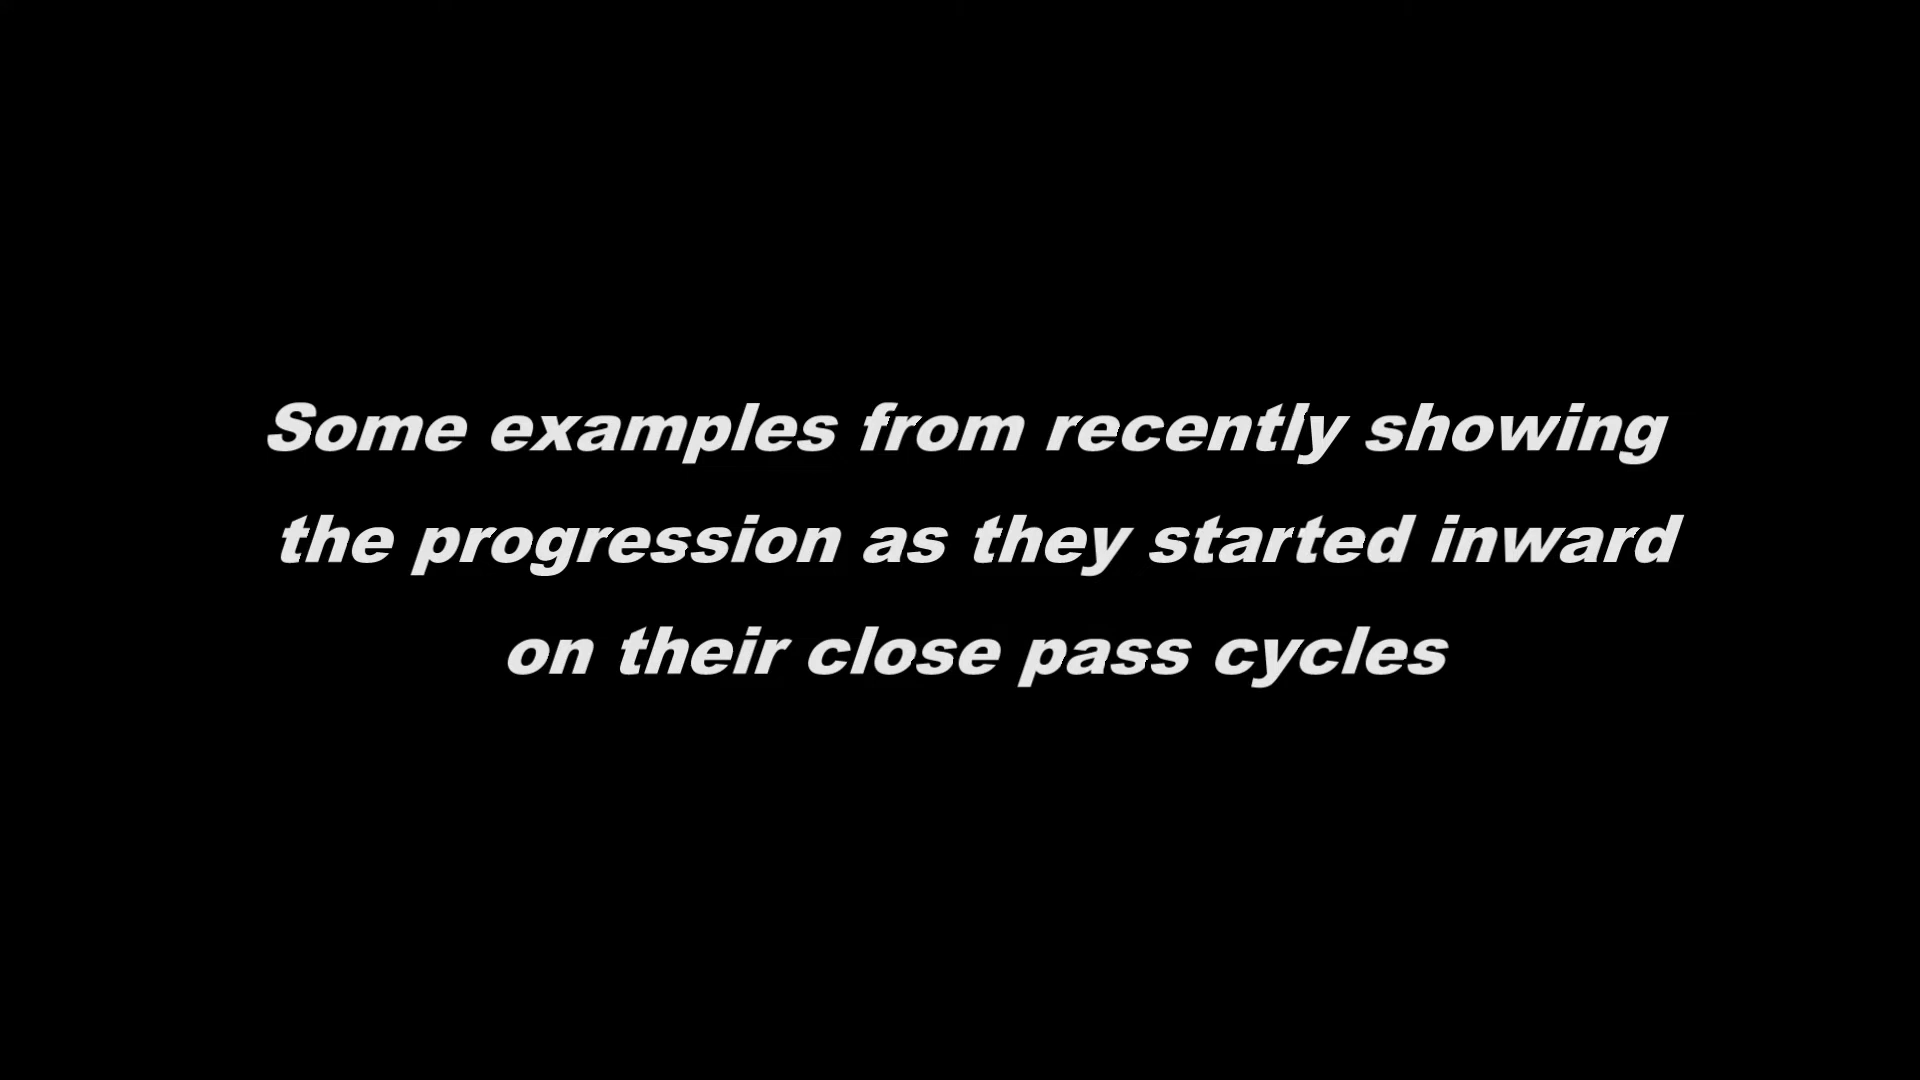 Some examples from recently showing
the progression as they started inward
on their close pass cycles